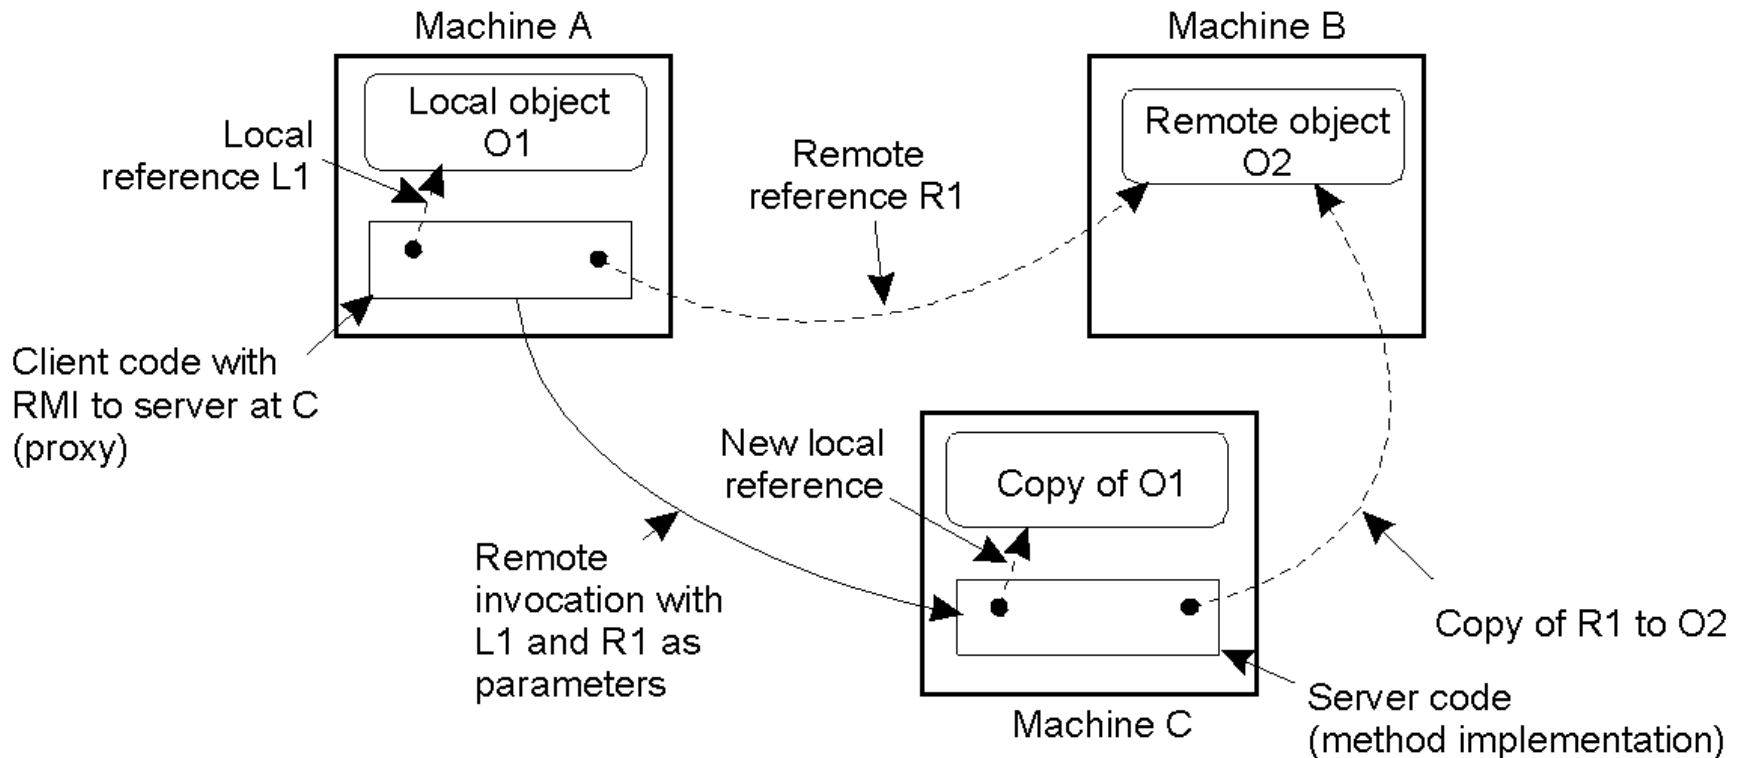 Machine A
Machine B
Local object
O1
Remote object
O2
Local
reference L1
Remote
reference R1
Client code with
RMI to server at C
(proxy)
New local
reference
Copy of O1
Remote
invocation with
L1 and R1 as
parameters
Copy of R1 to O2
Machine C
Server code
(method implementation)